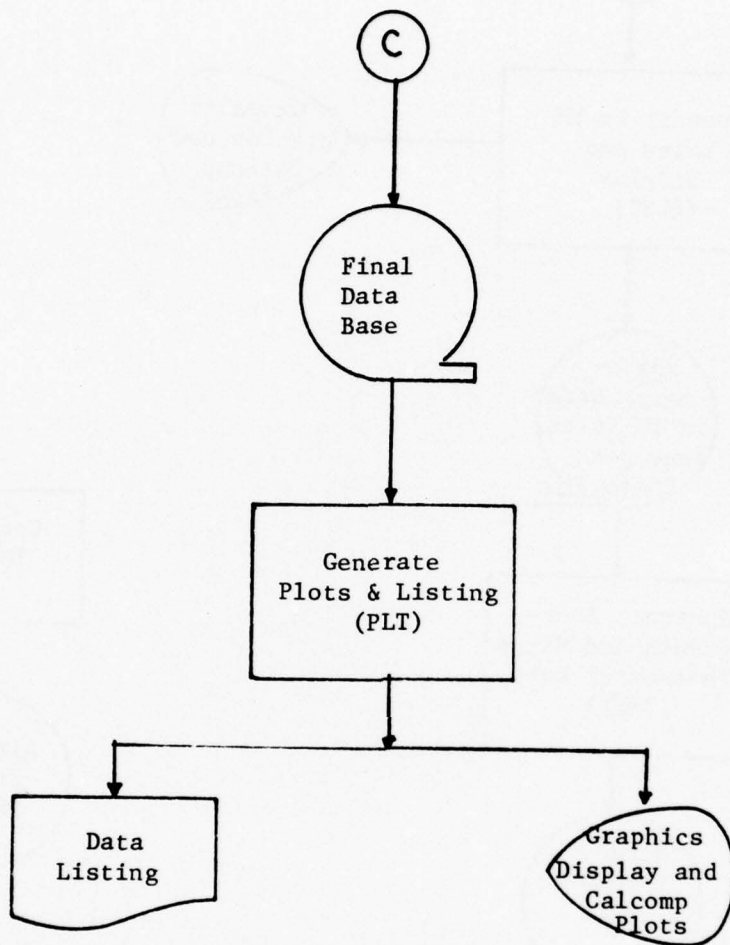 C
Final
Data
Base
Generate
Plots & Listing
(PLT)
Data
Listing
Graphics
Display and
Calcomp
Plots